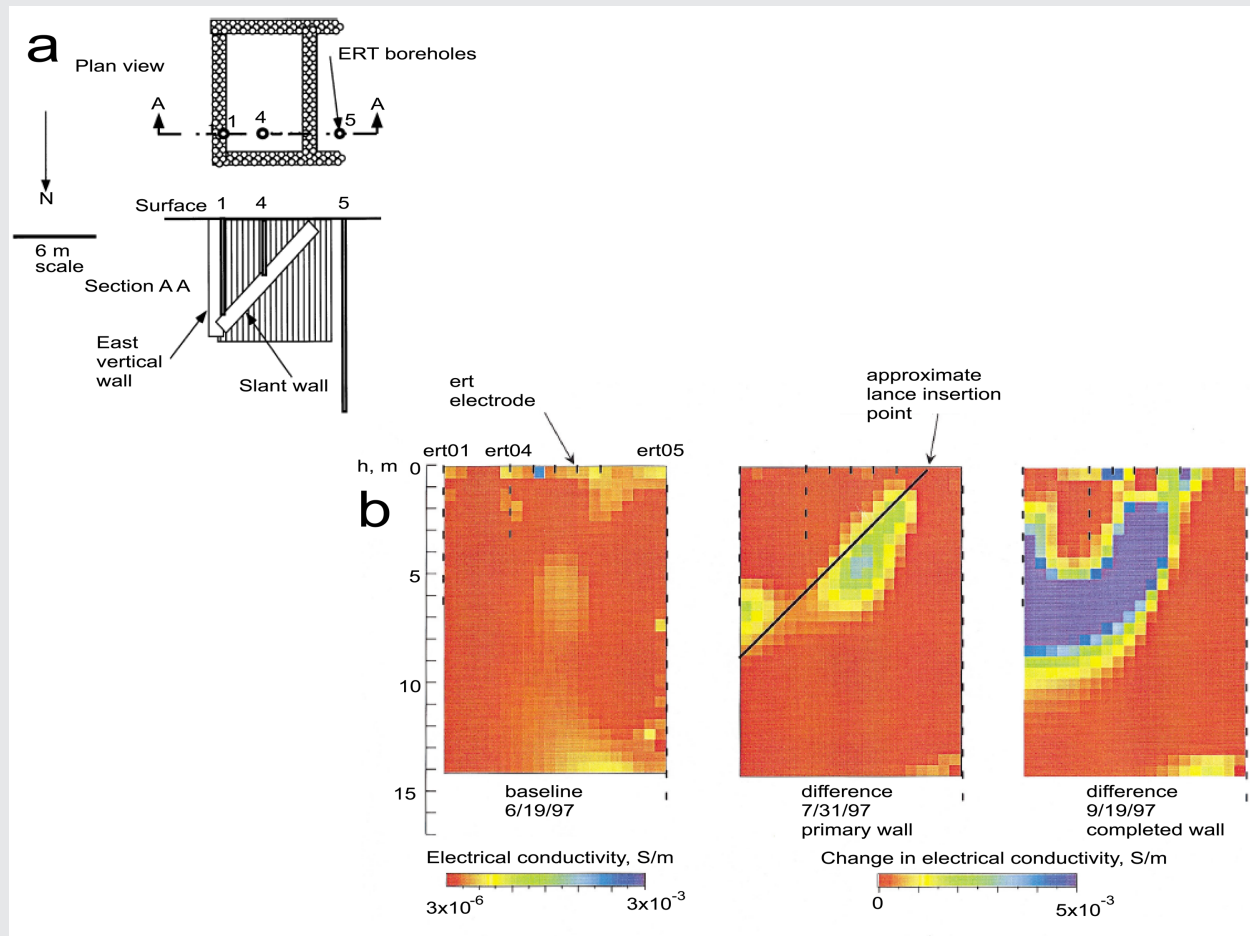 a
Plan view
ERT boreholes
A
A
1
4
5
N
6 m
scale
Surface
1
4
5
Section A A
East
vertical
wall
Slant wall
b
ert
electrode
approximate
lance insertion
point
ert01
ert04
ert05
h, m
0
5
10
15
baseline
6/19/97
difference
7/31/97
primary wall
difference
9/19/97
completed wall
Electrical conductivity, S/m
3x10⁻⁶
3x10⁻³
Change in electrical conductivity, S/m
0
5x10⁻³